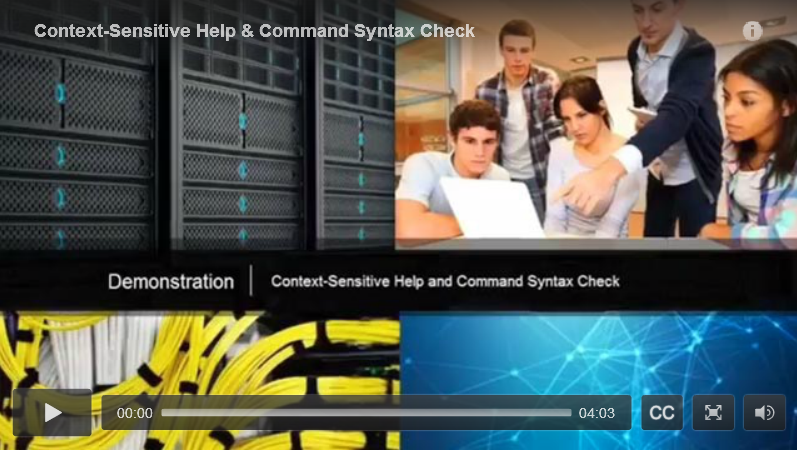 Context-Sensitive Help & Command Syntax Check
Demonstration | Context-Sensitive Help and Command Syntax Check
00:00 04:03 CC